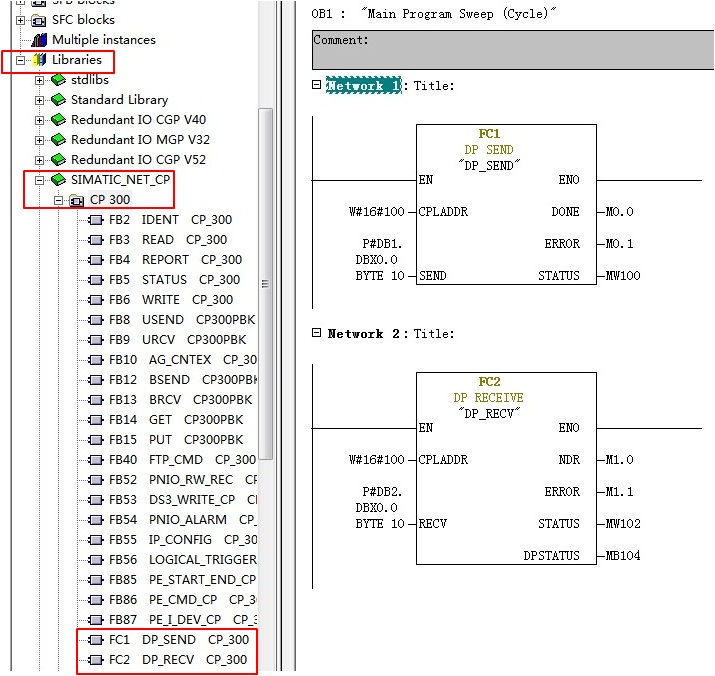 SFB blocks
SFC blocks
Multiple instances
Libraries
stdlibs
Standard Library
Redundant IO CGP V40
Redundant IO MGP V32
Redundant IO CGP V52
SIMATIC_NET_CP
CP 300
FB2 IDENT CP_300
FB3 READ CP_300
FB4 REPORT CP_300
FB5 STATUS CP_300
FB6 WRITE CP_300
FB8 USEND CP300PBK
FB9 URCV CP300PBK
FB10 AG_CNTEX CP_30
FB12 BSEND CP300PBK
FB13 BRCV CP300PBK
FB14 GET CP300PBK
FB15 PUT CP300PBK
FB40 FTP_CMD CP_300
FB52 PNIO_RW_REC CF
FB53 DS3_WRITE_CP CF
FB54 PNIO_ALARM CP_
FB55 IP_CONFIG CP_30
FB56 LOGICAL_TRIGGER
FB85 PE_START_END_CP
FB86 PE_CMD_CP CP_3
FB87 PE_I_DEV_CP CP_3
FC1 DP_SEND CP_300
FC2 DP_RECV CP_300
OB1 : "Main Program Sweep (Cycle)"
Comment:
Network 1: Title:
FC1
DP SEND
"DP_SEND"
EN ENO
W#16#100 CPLADDR DONE M0.0
P#DB1. ERROR M0.1
DBX0.0
BYTE 10 SEND STATUS MW100
Network 2: Title:
FC2
DP RECEIVE
"DP_RECV"
EN ENO
W#16#100 CPLADDR NDR M1.0
P#DB2. ERROR M1.1
DBX0.0
BYTE 10 RECV STATUS MW102
DPSTATUS MB104